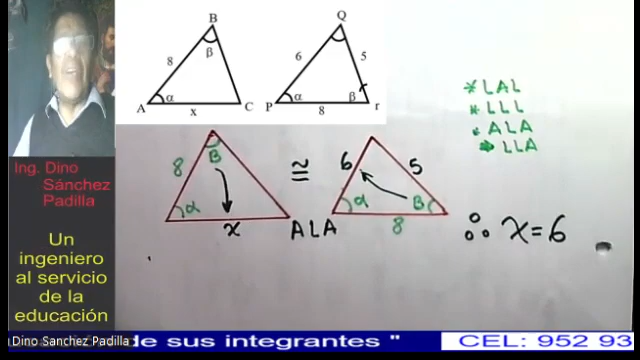 B
Q
8
β
6
5
α
α
β
A
x
C
P
8
r
* LAL
* LLL
* ALA
* LLA
8
B
α
x
≅
ALA
6
5
α
B
8
∴ x = 6
Ing. Dino
Sánchez
Padilla
Un
ingeniero
al servicio
de la
educación
de sus integrantes "
CEL: 952 93
Dino Sanchez Padilla